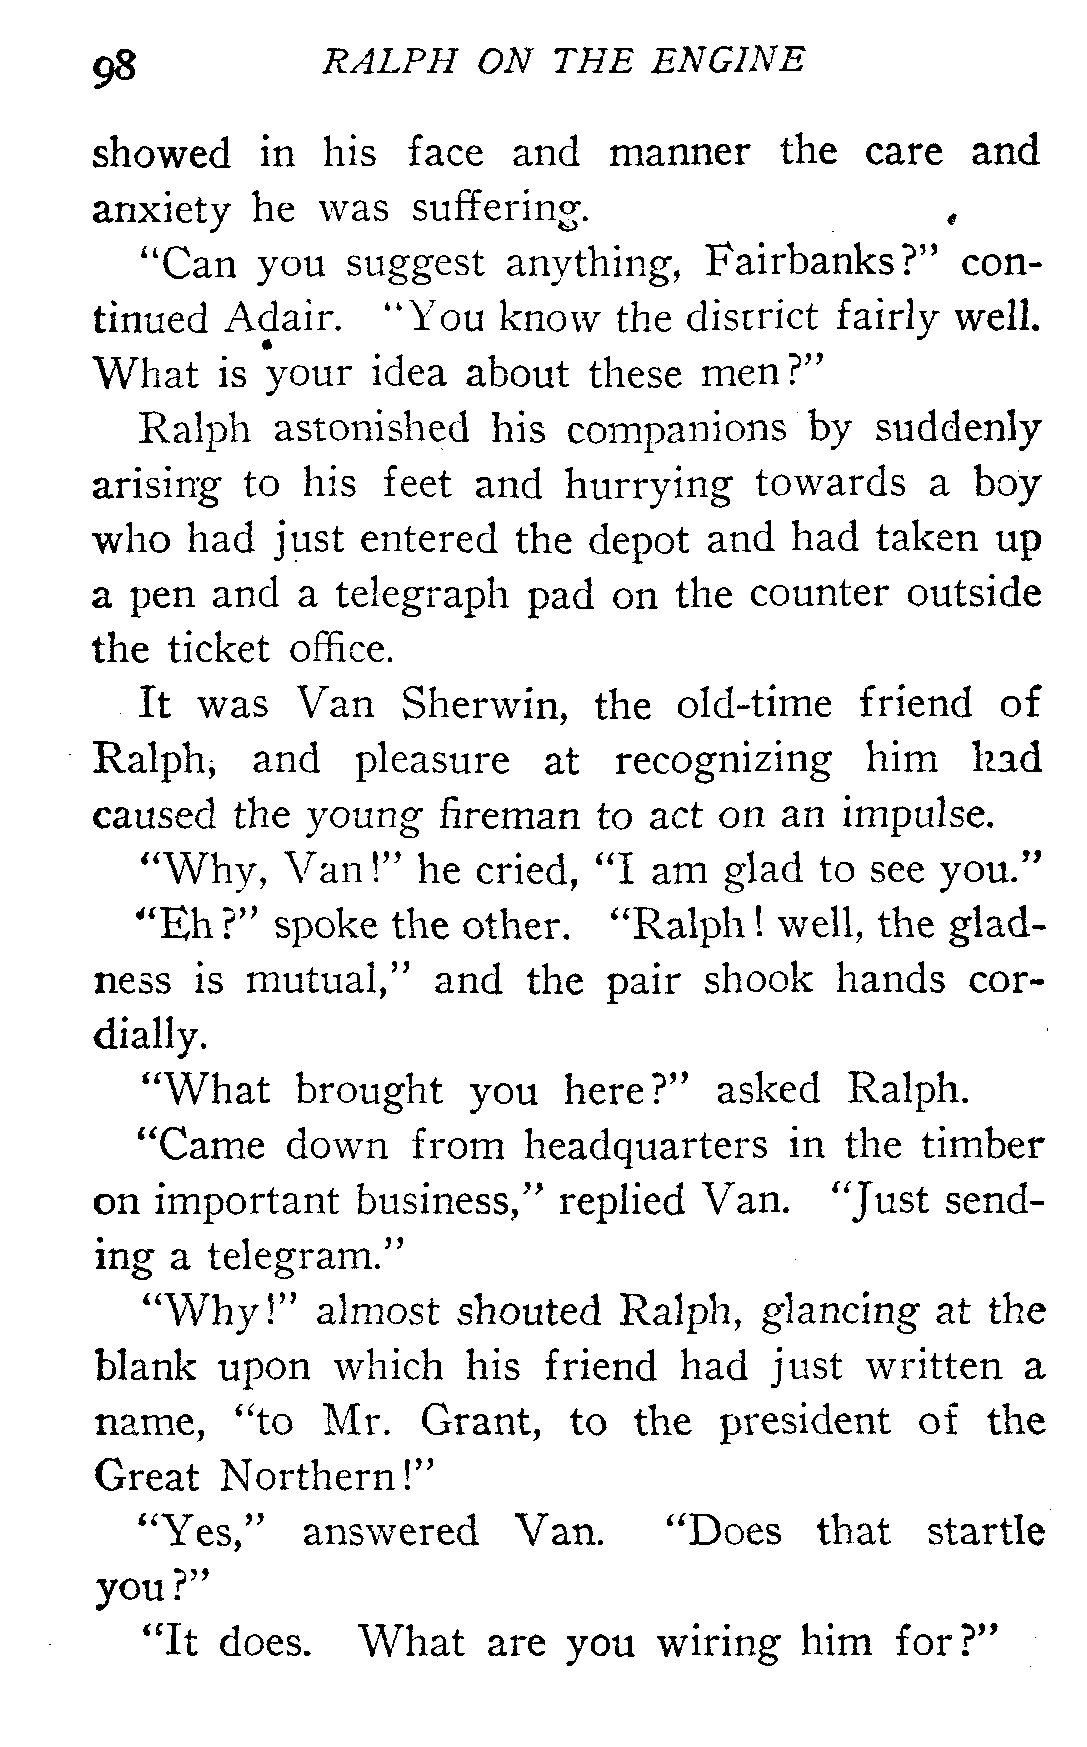 98 RALPH ON THE ENGINE
showed in his face and manner the care and
anxiety he was suffering.
“Can you suggest anything, Fairbanks?” con-
tinued Adair. “You know the district fairly well.
What is your idea about these men?”
Ralph astonished his companions by suddenly
arising to his feet and hurrying towards a boy
who had just entered the depot and had taken up
a pen and a telegraph pad on the counter outside
the ticket office.
It was Van Sherwin, the old-time friend of
Ralph, and pleasure at recognizing him had
caused the young fireman to act on an impulse.
“Why, Van!” he cried, “I am glad to see you.”
“Eh?” spoke the other. “Ralph! well, the glad-
ness is mutual,” and the pair shook hands cor-
dially.
“What brought you here?” asked Ralph.
“Came down from headquarters in the timber
on important business,” replied Van. “Just send-
ing a telegram.”
“Why!” almost shouted Ralph, glancing at the
blank upon which his friend had just written a
name, “to Mr. Grant, to the president of the
Great Northern!”
“Yes,” answered Van. “Does that startle
you?”
“It does. What are you wiring him for?”